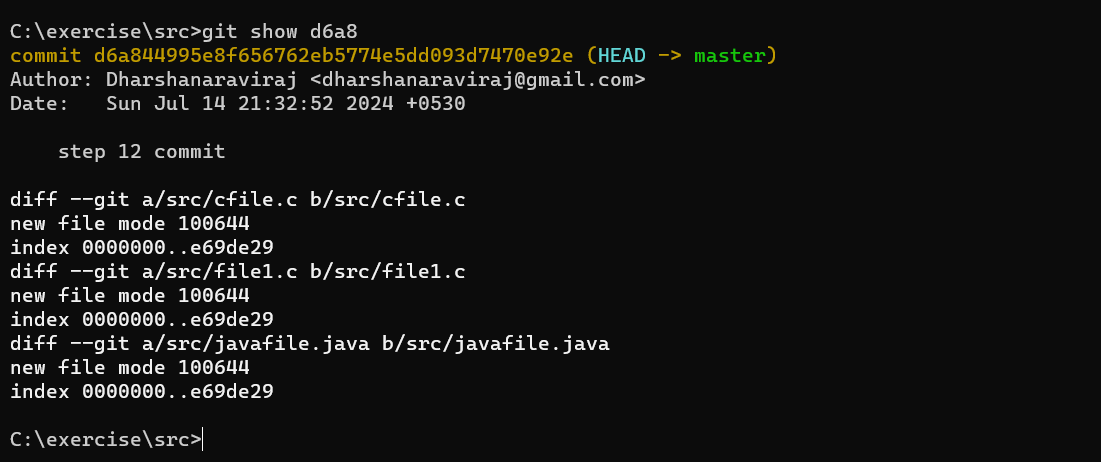 C:\exercise\src>git show d6a8
commit d6a844995e8f656762eb5774e5dd093d7470e92e (HEAD -> master)
Author: Dharshanaraviraj <dharshanaraviraj@gmail.com>
Date:   Sun Jul 14 21:32:52 2024 +0530
step 12 commit
diff --git a/src/cfile.c b/src/cfile.c
new file mode 100644
index 0000000..e69de29
diff --git a/src/file1.c b/src/file1.c
new file mode 100644
index 0000000..e69de29
diff --git a/src/javafile.java b/src/javafile.java
new file mode 100644
index 0000000..e69de29
C:\exercise\src>